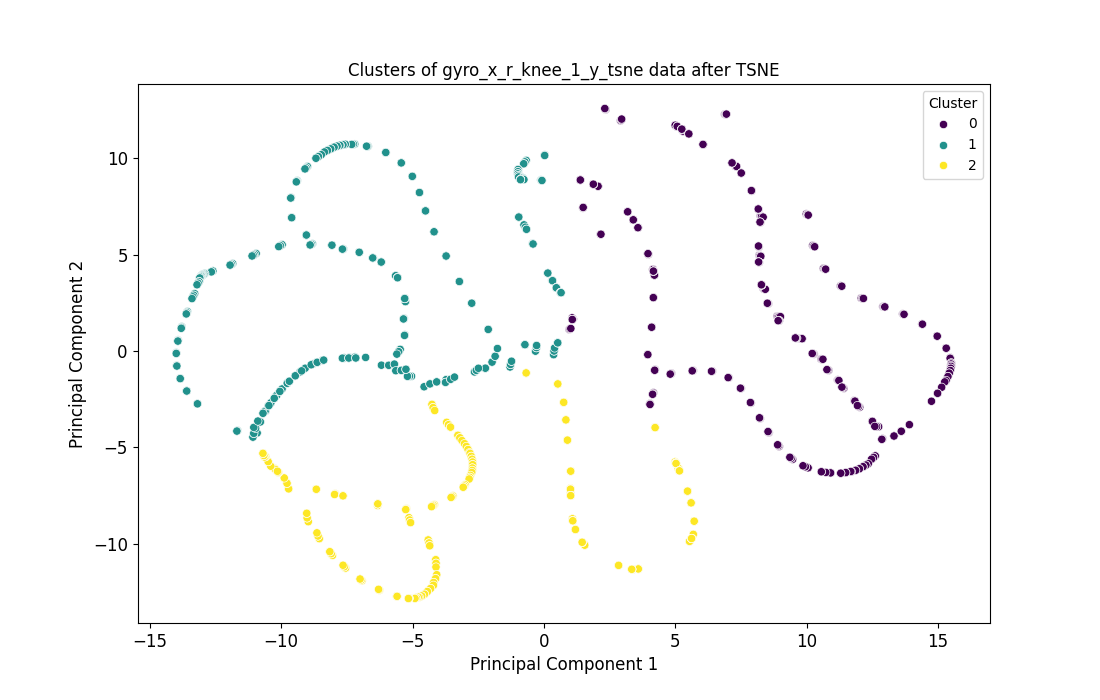 Clusters of gyro_x_r_knee_1_y_tsne data after TSNE
Cluster
0
1
2
Principal Component 2
10
5
0
−5
−10
−15 −10 −5 0 5 10 15
Principal Component 1